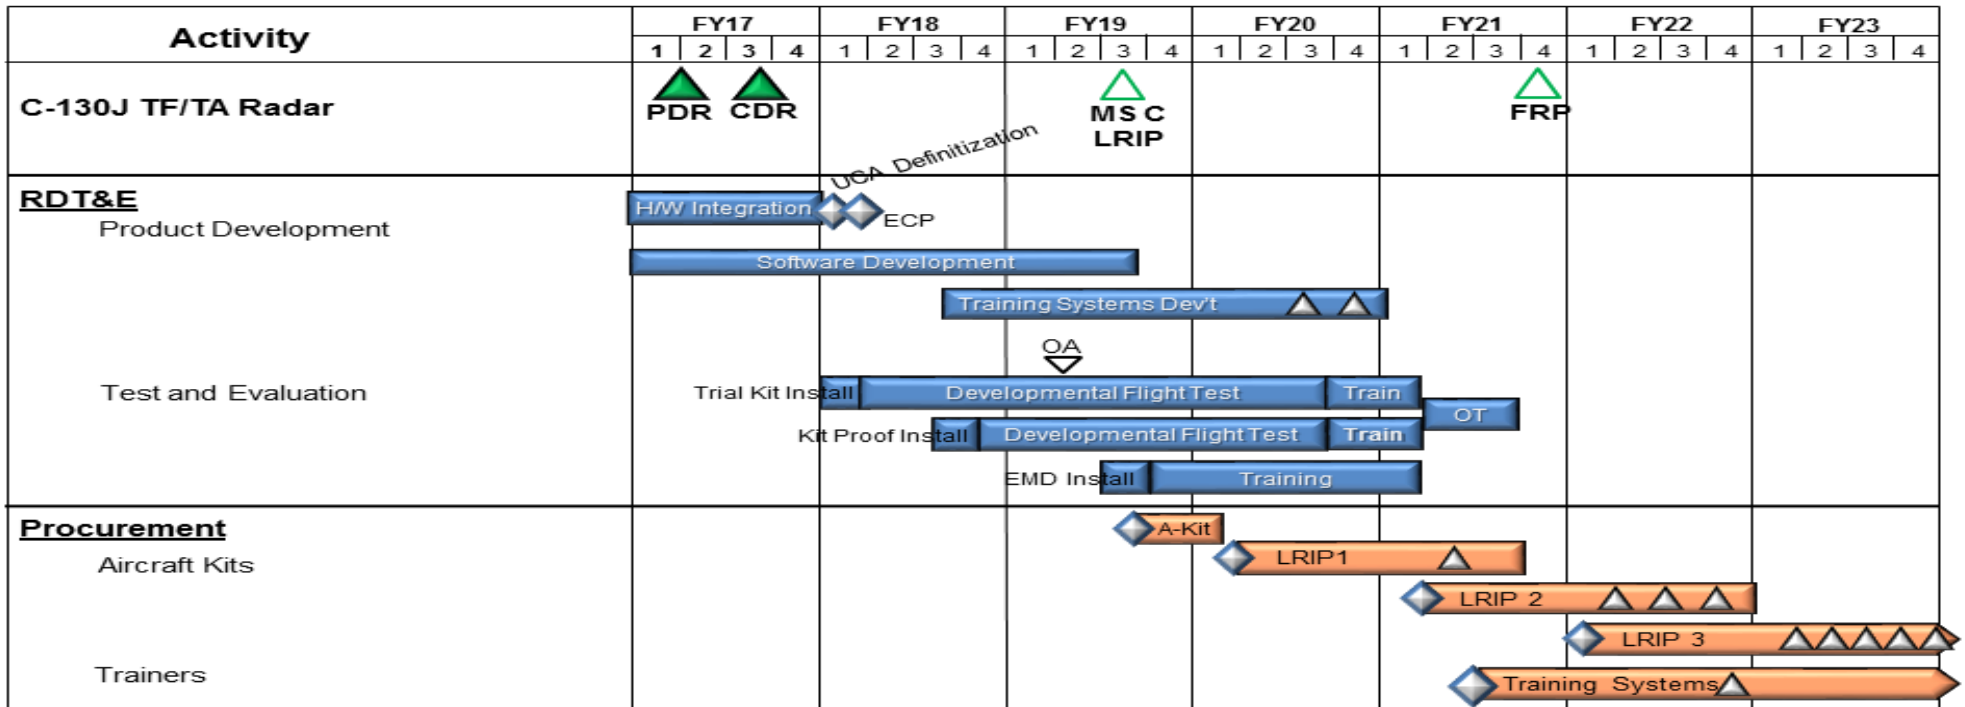 Activity
FY17 FY18 FY19 FY20 FY21 FY22 FY23
1 2 3 4 1 2 3 4 1 2 3 4 1 2 3 4 1 2 3 4 1 2 3 4 1 2 3 4
C-130J TF/TA Radar
PDR CDR
MS C
LRIP
FRP
UCA Definitization
RDT&E
Product Development
H/W Integration
ECP
Software Development
Training Systems Dev't
OA
Test and Evaluation
Trial Kit Install Developmental Flight Test Train
OT
Kit Proof Install Developmental Flight Test Train
EMD Install Training
Procurement
A-Kit
Aircraft Kits
LRIP1
LRIP 2
LRIP 3
Trainers
Training Systems